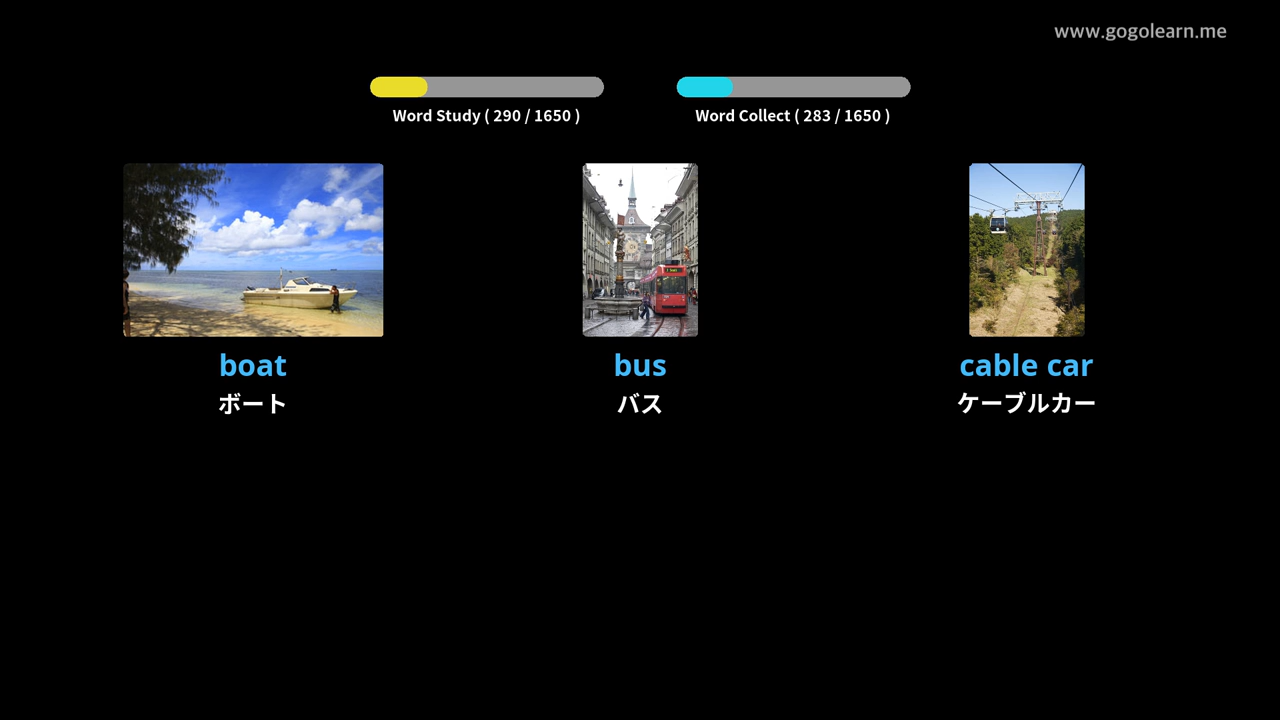 www.gogolearn.me
Word Study ( 290 / 1650 )
Word Collect ( 283 / 1650 )
boat
bus
cable car
ボート
バス
ケーブルカー